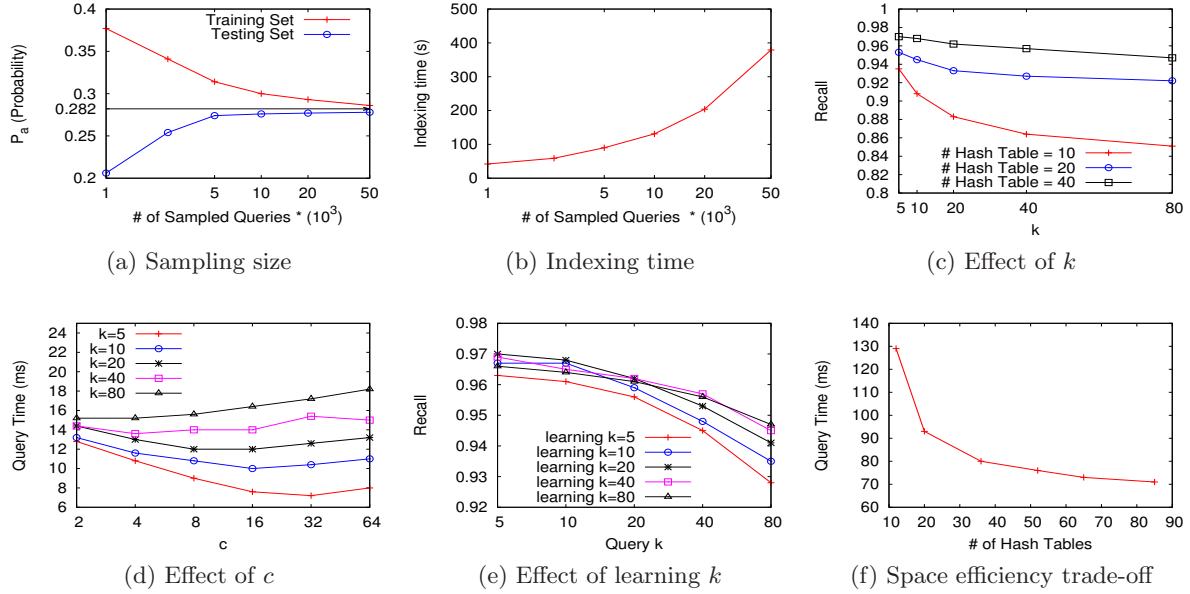 0.4
0.35
0.3
0.282
0.25
0.2
P_a (Probability)
Training Set
Testing Set
1 5 10 20 50
# of Sampled Queries * (10^3)
(a) Sampling size
500
400
300
200
100
0
Indexing time (s)
1 5 10 20 50
# of Sampled Queries * (10^3)
(b) Indexing time
1
0.98
0.96
0.94
0.92
0.9
0.88
0.86
0.84
0.82
0.8
Recall
# Hash Table = 10
# Hash Table = 20
# Hash Table = 40
5 10 20 40 80
k
(c) Effect of k
24
22
20
18
16
14
12
10
8
6
Query Time (ms)
k=5
k=10
k=20
k=40
k=80
2 4 8 16 32 64
c
(d) Effect of c
0.98
0.97
0.96
0.95
0.94
0.93
0.92
Recall
learning k=5
learning k=10
learning k=20
learning k=40
learning k=80
5 10 20 40 80
Query k
(e) Effect of learning k
140
130
120
110
100
90
80
70
60
Query Time (ms)
10 20 30 40 50 60 70 80 90
# of Hash Tables
(f) Space efficiency trade-off